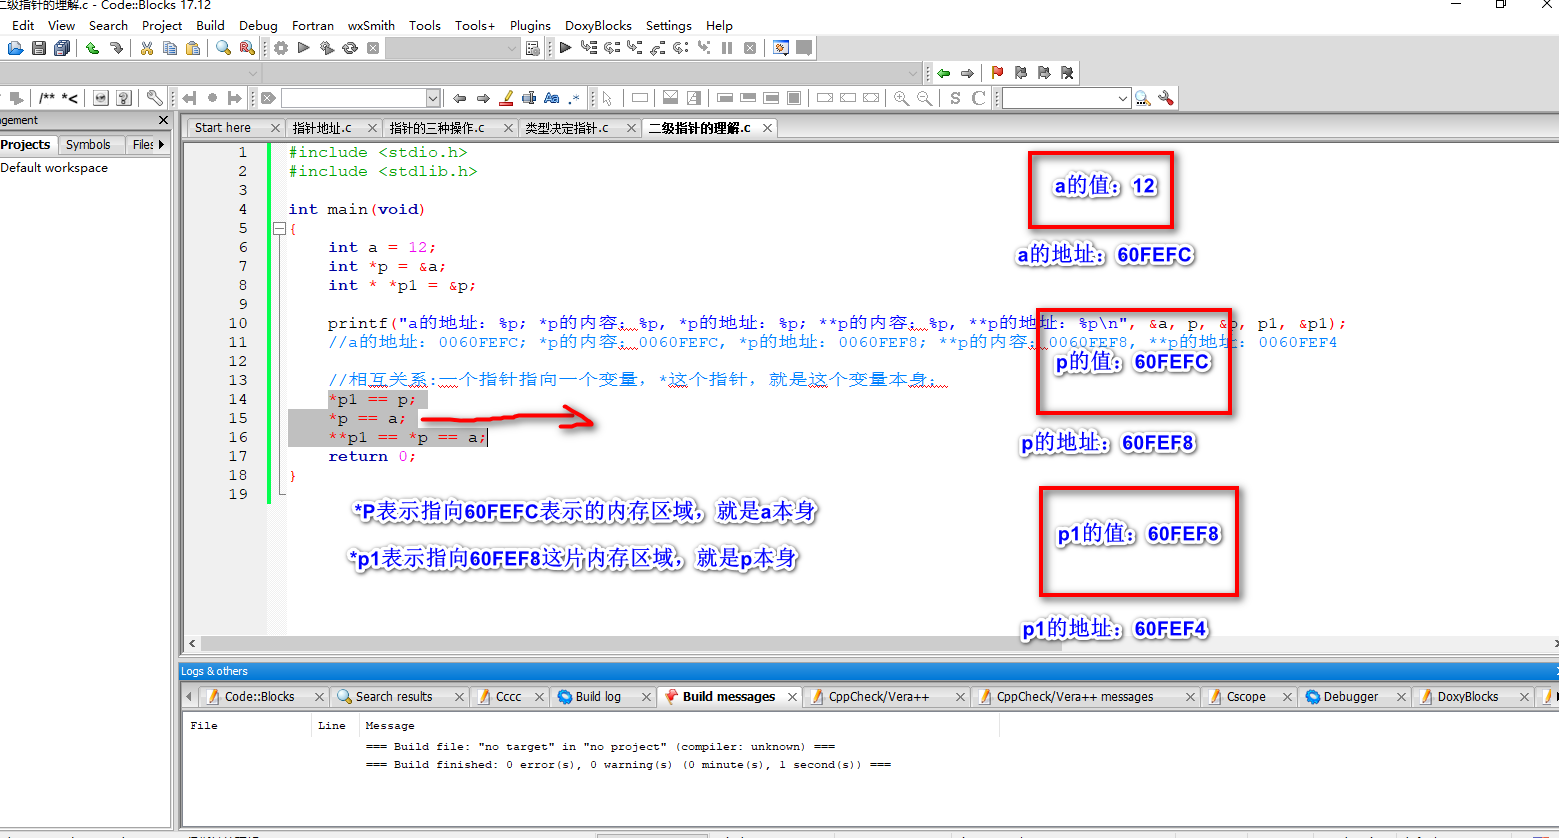 二级指针的理解.c - Code::Blocks 17.12
Edit View Search Project Build Debug Fortran wxSmith Tools Tools+ Plugins DoxyBlocks Settings Help
/** *<
Aa .*
S C
gement
Projects Symbols Files
Default workspace
Start here 指针地址.c 指针的三种操作.c 类型决定指针.c 二级指针的理解.c
1 #include <stdio.h>
2 #include <stdlib.h>
3
4 int main(void)
5 {
6 int a = 12;
7 int *p = &a;
8 int * *p1 = &p;
9
10 printf("a的地址: %p; *p的内容: %p, *p的地址: %p; **p的内容: %p, **p的地址: %p\n", &a, p, &p, p1, &p1);
11 //a的地址: 0060FEFC; *p的内容: 0060FEFC, *p的地址: 0060FEF8; **p的内容: 0060FEF8, **p的地址: 0060FEF4
12
13 //相互关系:一个指针指向一个变量, *这个指针, 就是这个变量本身;
14 *p1 == p;
15 *p == a;
16 **p1 == *p == a;
17 return 0;
18 }
19
a的值: 12
a的地址: 60FEFC
p的值: 60FEFC
p的地址: 60FEF8
p1的值: 60FEF8
p1的地址: 60FEF4
*P表示指向60FEFC表示的内存区域, 就是a本身
*p1表示指向60FEF8这片内存区域, 就是p本身
Logs & others
Code::Blocks Search results Cccc Build log Build messages CppCheck/Vera++ CppCheck/Vera++ messages Cscope Debugger DoxyBlocks
File Line Message
=== Build file: "no target" in "no project" (compiler: unknown) ===
=== Build finished: 0 error(s), 0 warning(s) (0 minute(s), 1 second(s)) ===